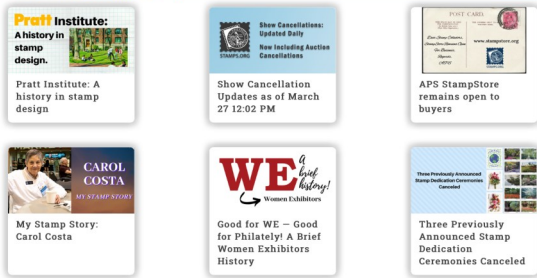 Pratt Institute:
A history in
stamp
design.
Pratt Institute: A
history in stamp
design
Show Cancellations:
Updated Daily
Now Including Auction
Cancellations
STAMPS.ORG
Show Cancellation
Updates as of March
27 12:02 PM
POST CARD
www.stampstore.org
APS StampStore
remains open to
buyers
CAROL
COSTA
MY STAMP STORY
My Stamp Story:
Carol Costa
WE A
brief
history!
Women Exhibitors
Good for WE — Good
for Philately! A Brief
Women Exhibitors
History
Three Previously Announced
Stamp Dedication Ceremonies
Canceled
Three Previously
Announced Stamp
Dedication
Ceremonies Canceled